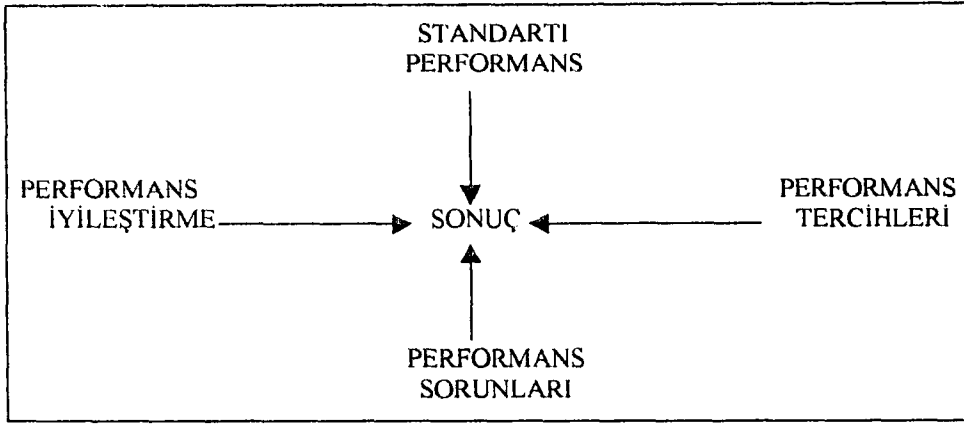 STANDARTI
PERFORMANS
PERFORMANS
İYİLEŞTİRME
SONUÇ
PERFORMANS
TERCİHLERİ
PERFORMANS
SORUNLARI